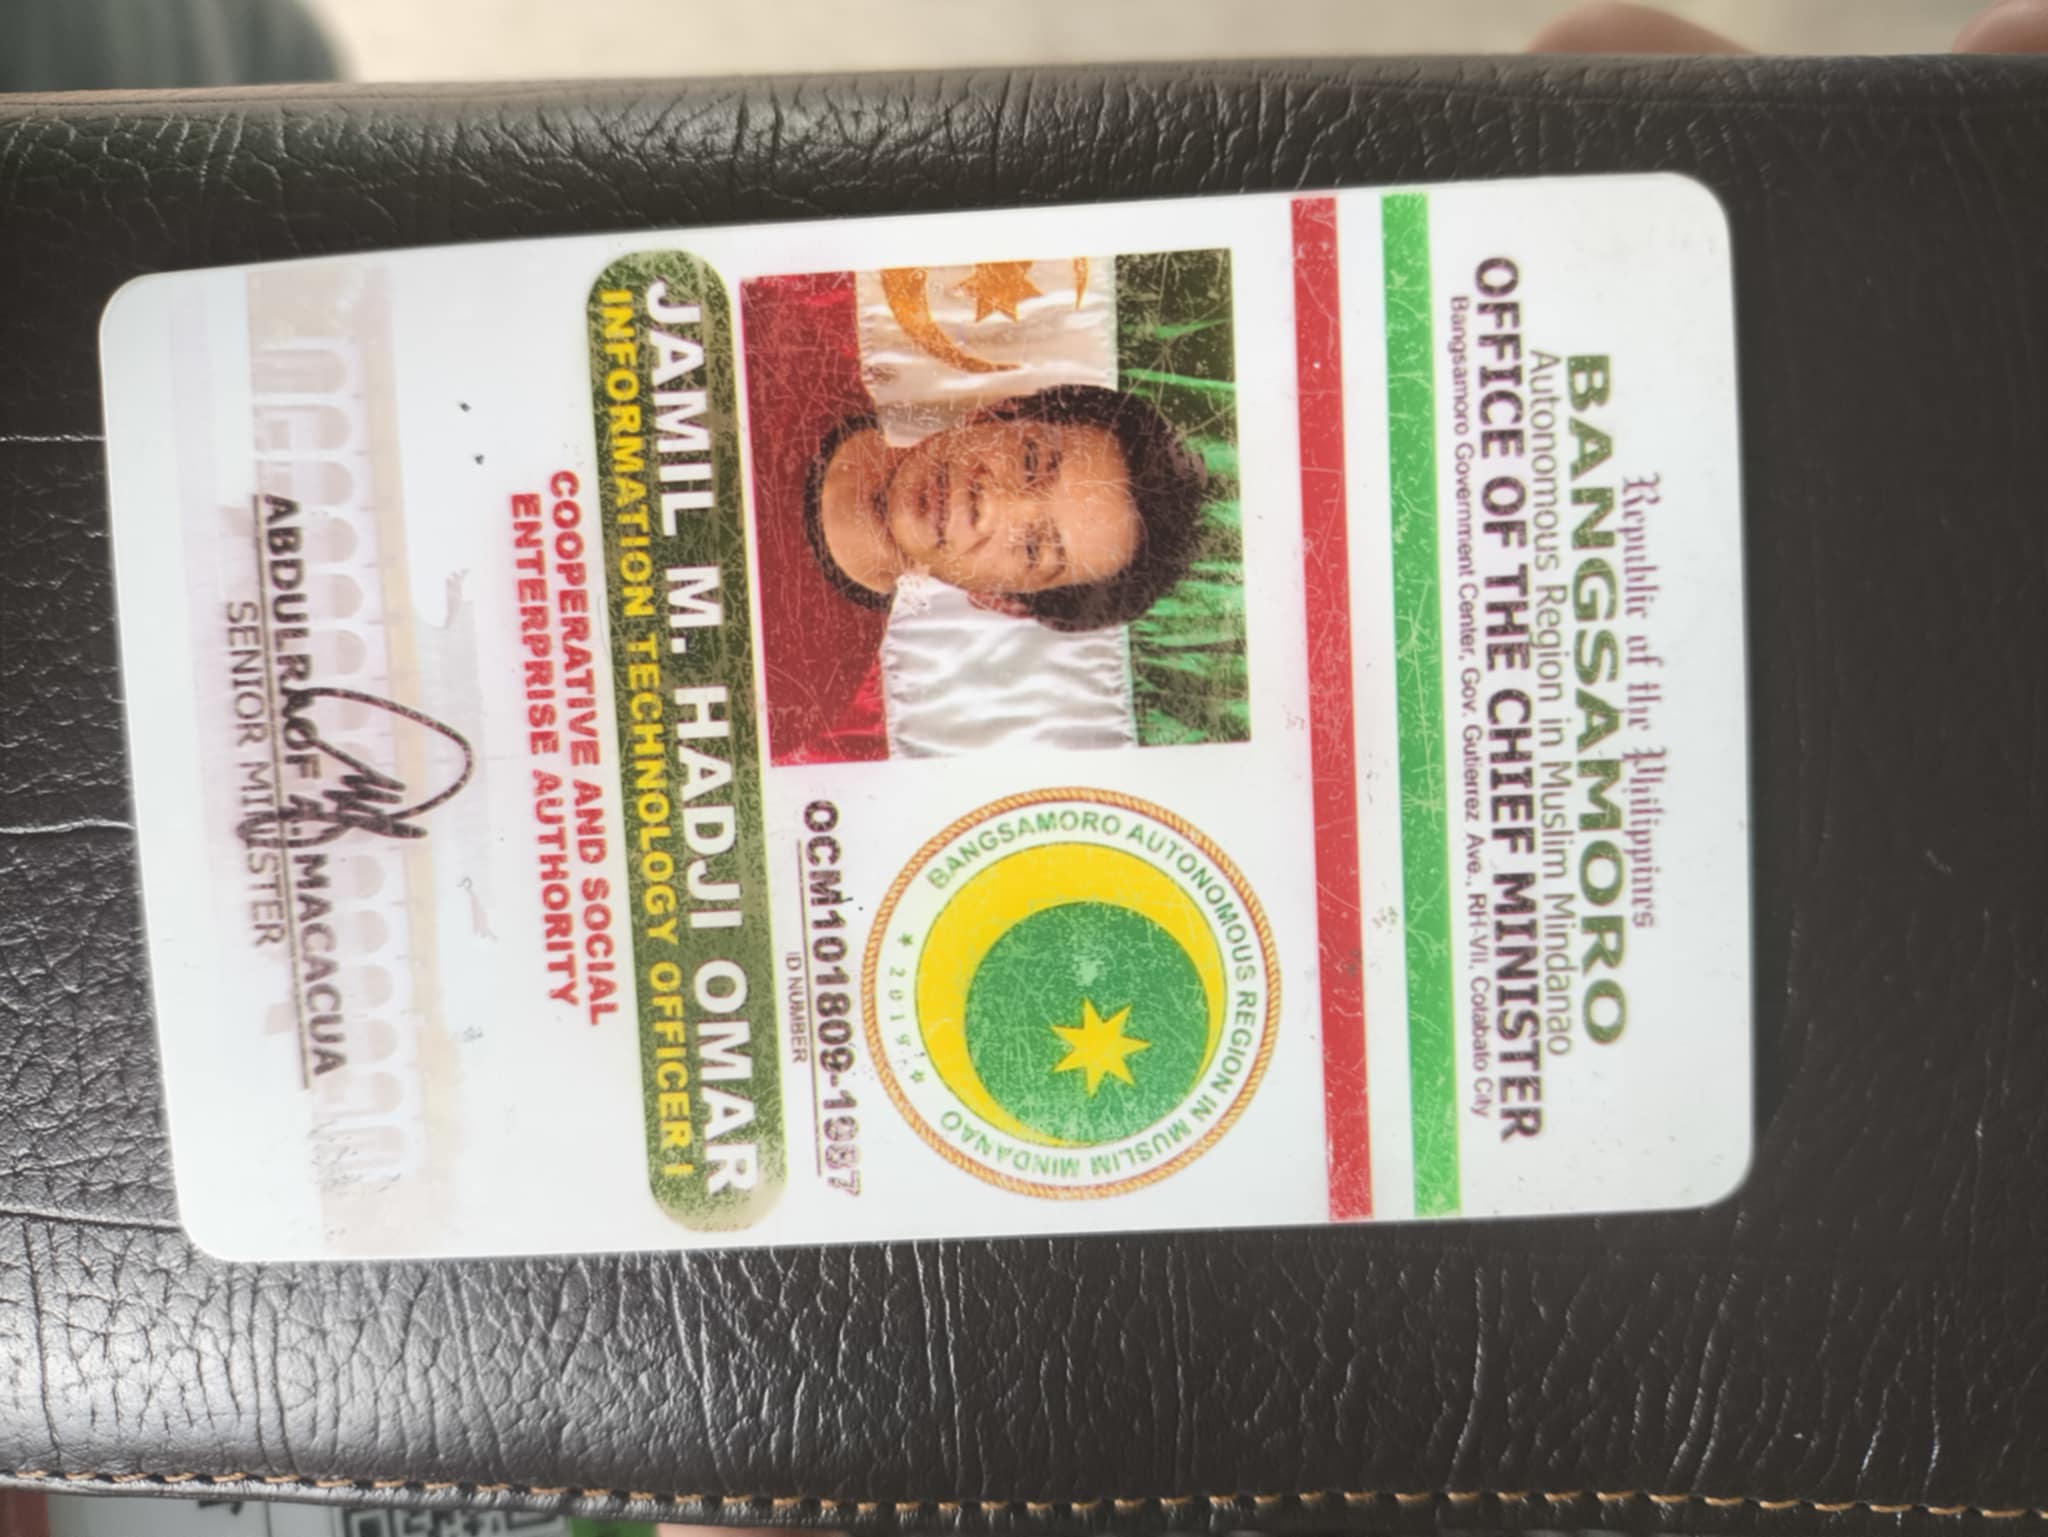 Republic of the Philippines
BANGSAMORO
Autonomous Region in Muslim Mindanao
OFFICE OF THE CHIEF MINISTER
Bangsamoro Government Center, Gov. Gutierrez Ave., RH-VII, Cotabato City
BANGSAMORO AUTONOMOUS REGION IN MUSLIM MINDANAO
2019
OCM101809-1987
ID NUMBER
JAMIL M. HADJI OMAR
INFORMATION TECHNOLOGY OFFICER I
COOPERATIVE AND SOCIAL
ENTERPRISE AUTHORITY
ABDULRAOF A. MACACUA
SENIOR MINISTER